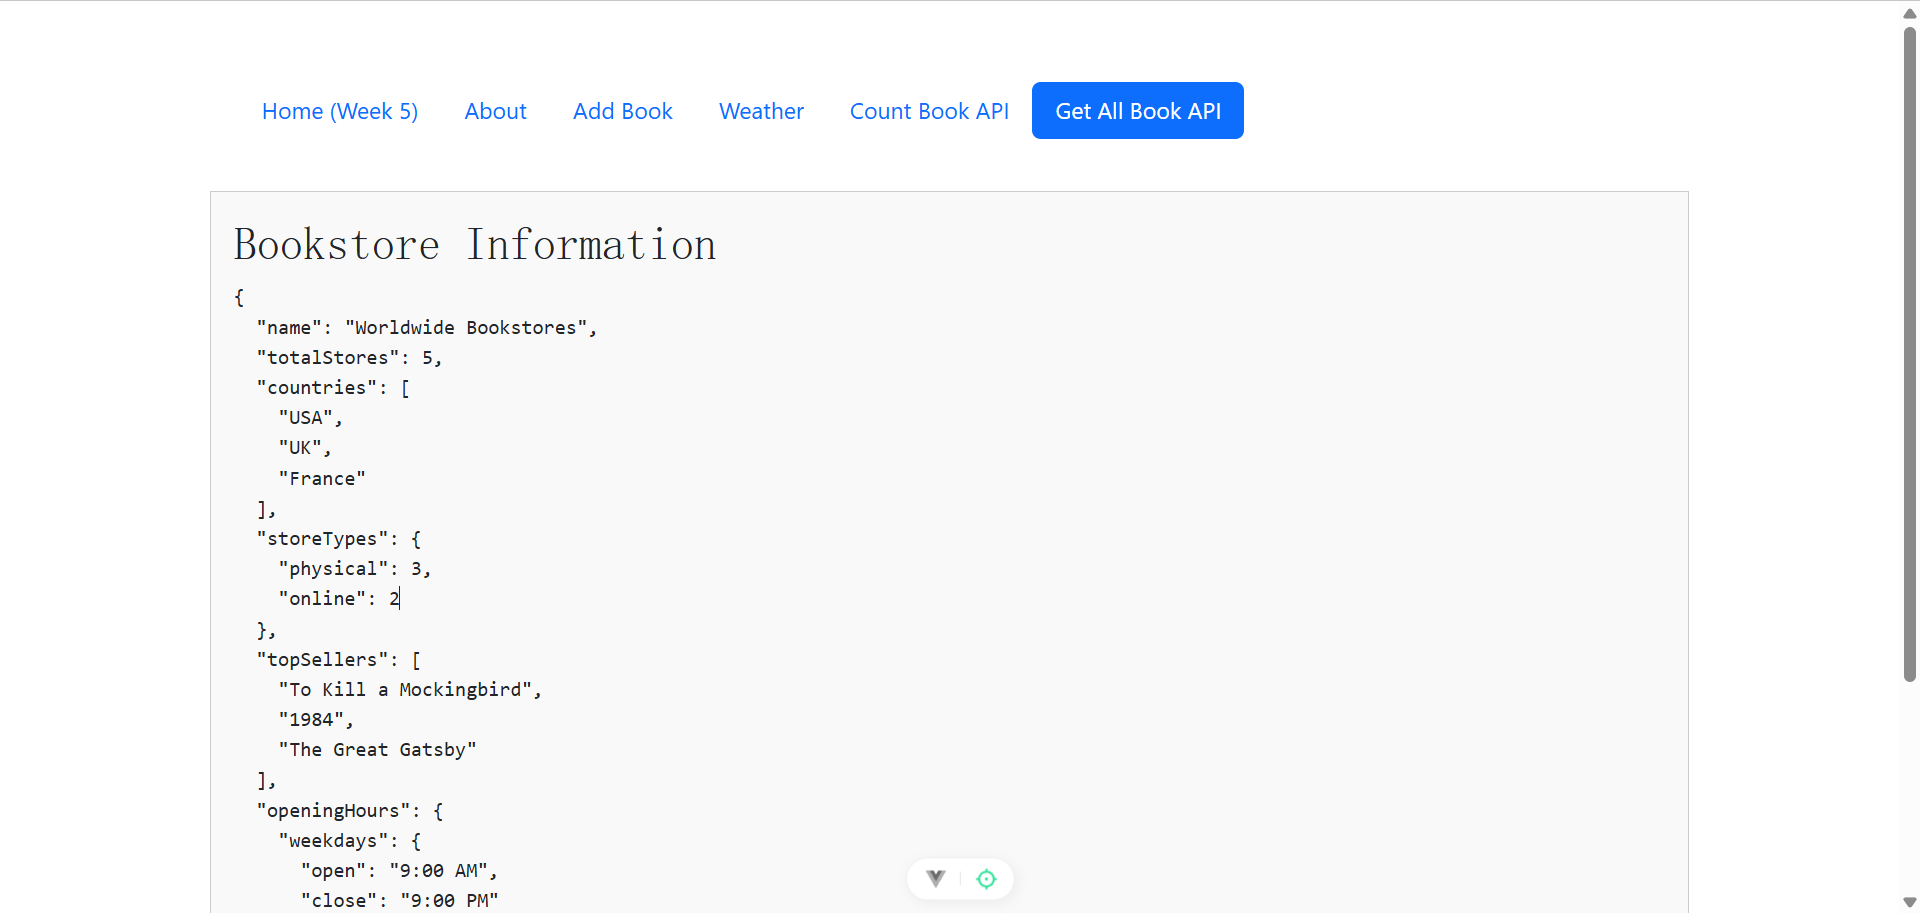 Home (Week 5) About Add Book Weather Count Book API Get All Book API
Bookstore Information
{
  "name": "Worldwide Bookstores",
  "totalStores": 5,
  "countries": [
    "USA",
    "UK",
    "France"
  ],
  "storeTypes": {
    "physical": 3,
    "online": 2
  },
  "topSellers": [
    "To Kill a Mockingbird",
    "1984",
    "The Great Gatsby"
  ],
  "openingHours": {
    "weekdays": {
      "open": "9:00 AM",
      "close": "9:00 PM"